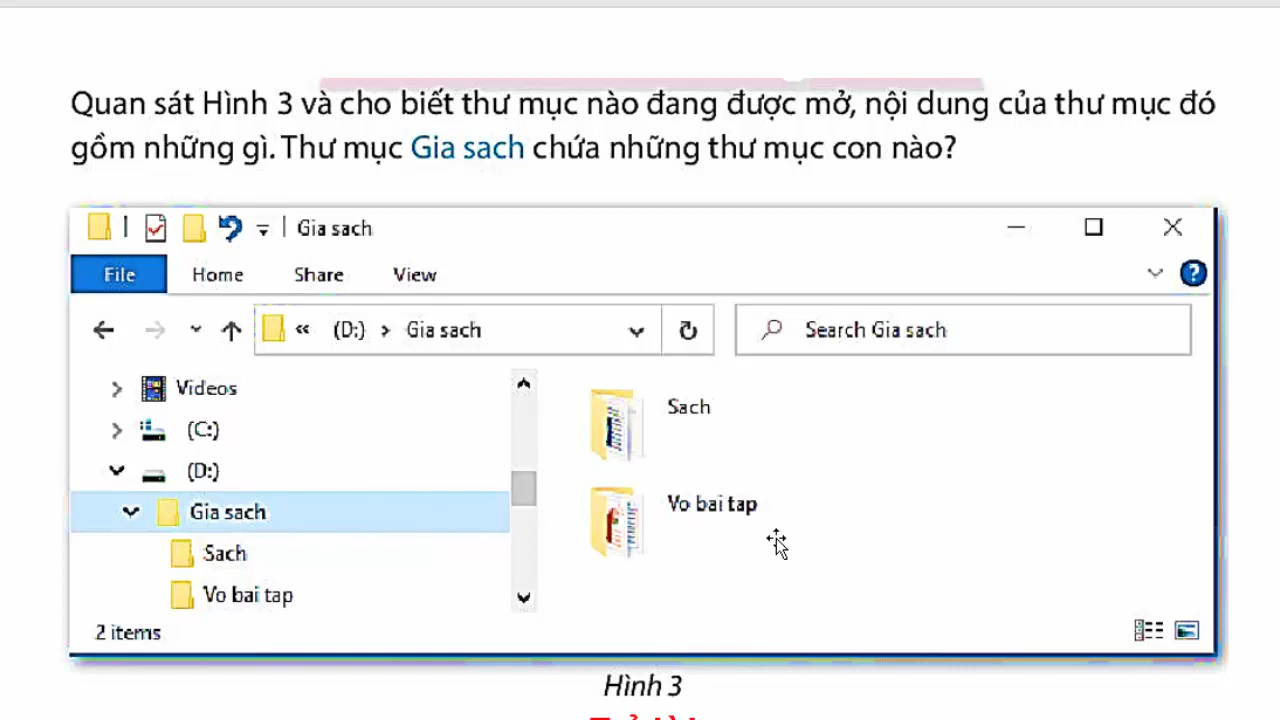 Quan sát Hình 3 và cho biết thư mục nào đang được mở, nội dung của thư mục đó
gồm những gì. Thư mục Gia sach chứa những thư mục con nào?
Gia sach
File Home Share View
« (D:) > Gia sach
Search Gia sach
Videos
(C:)
(D:)
Gia sach
Sach
Vo bai tap
Sach
Vo bai tap
2 items
Hình 3